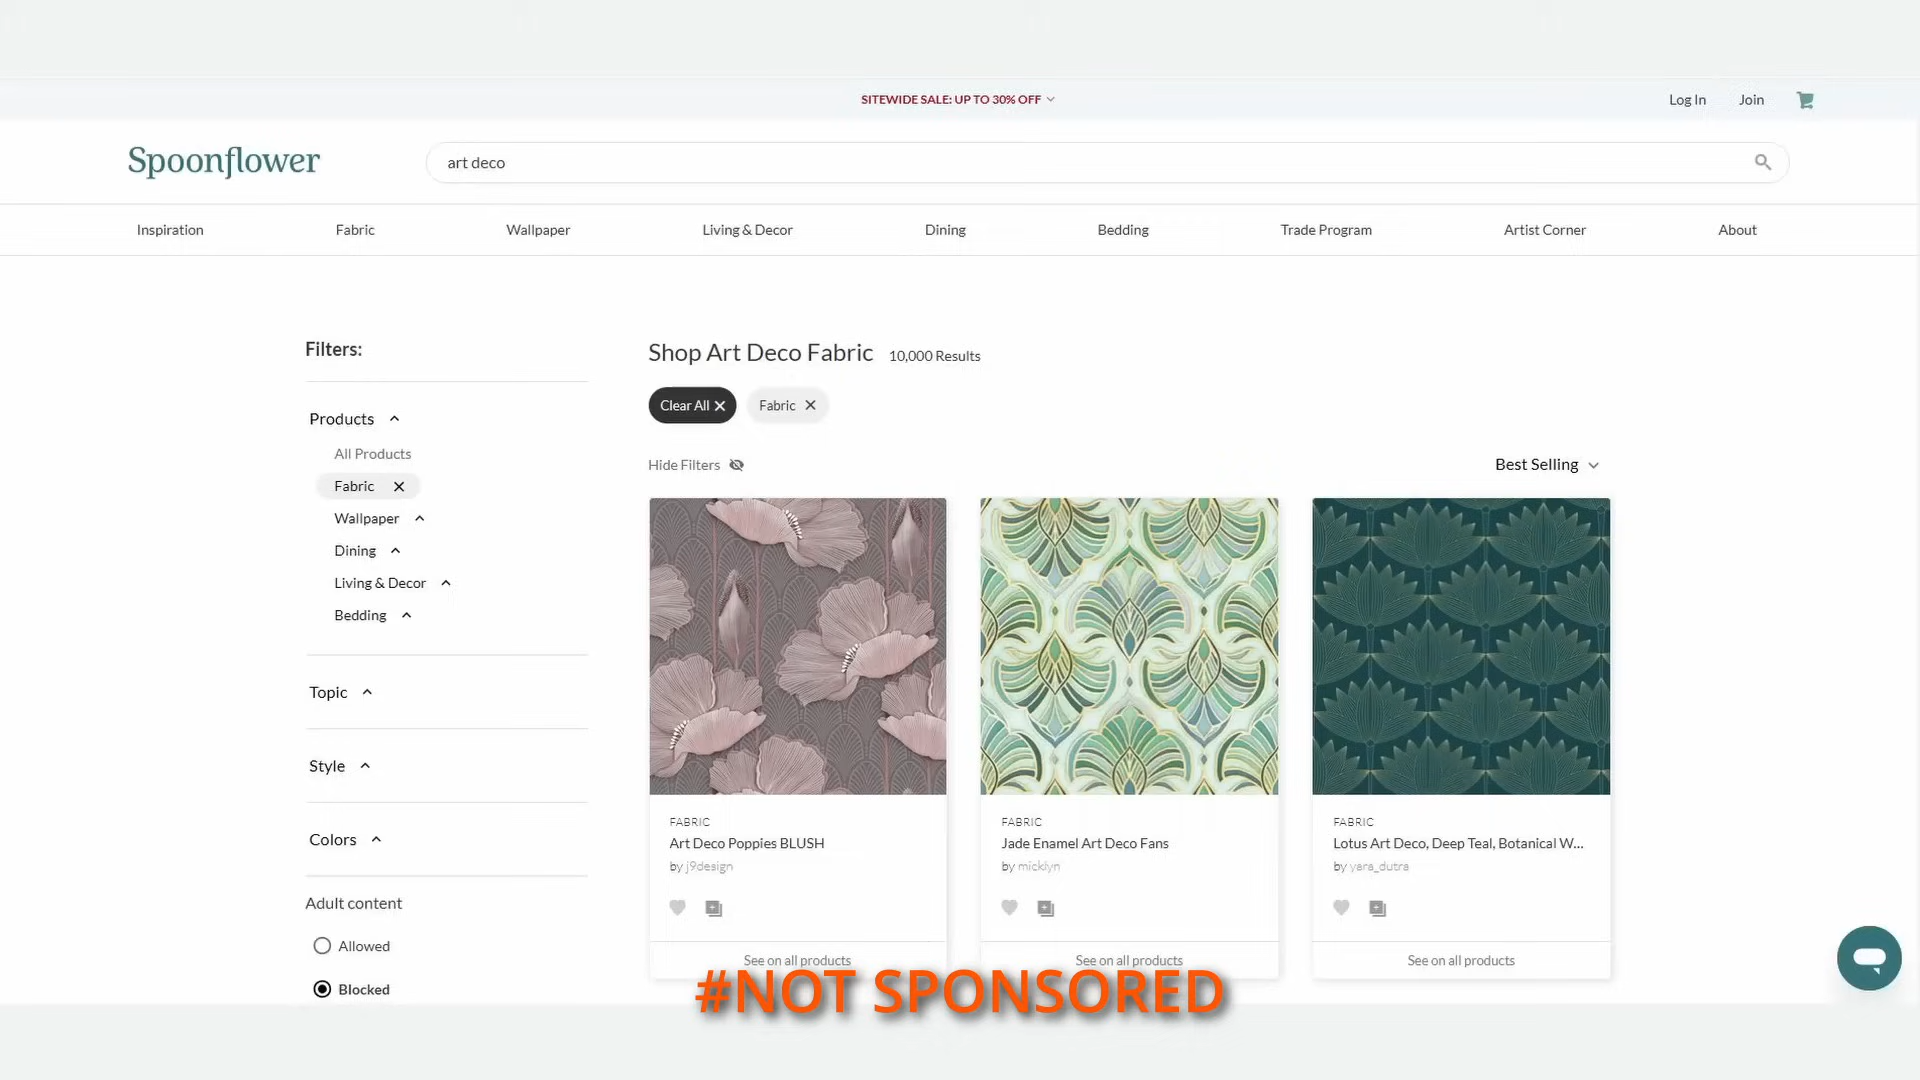 SITEWIDE SALE: UP TO 30% OFF
Log In
Join
Spoonflower
art deco
Inspiration
Fabric
Wallpaper
Living & Decor
Dining
Bedding
Trade Program
Artist Corner
About
Filters:
Products
All Products
Fabric
Wallpaper
Dining
Living & Decor
Bedding
Topic
Style
Colors
Adult content
Allowed
Blocked
Shop Art Deco Fabric 10,000 Results
Clear All
Fabric
Hide Filters
Best Selling
FABRIC
Art Deco Poppies BLUSH
by j9design
See on all products
FABRIC
Jade Enamel Art Deco Fans
by micklyn
See on all products
FABRIC
Lotus Art Deco, Deep Teal, Botanical W...
by yara_dutra
See on all products
#NOT SPONSORED